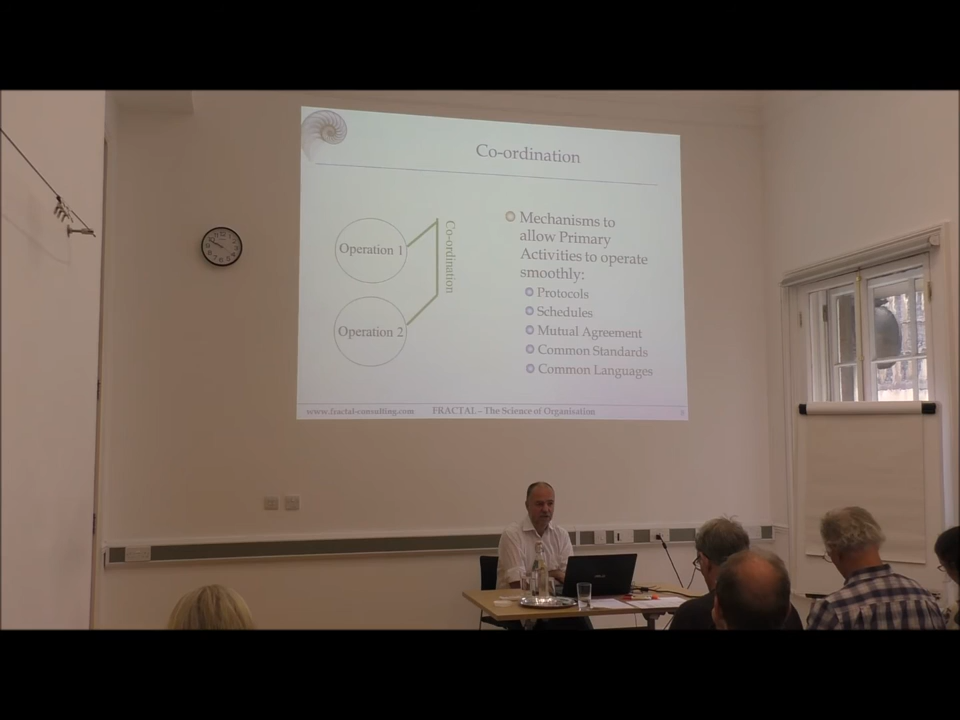 Co-ordination
Operation 1
Co-ordination
Operation 2
Mechanisms to
allow Primary
Activities to operate
smoothly:
Protocols
Schedules
Mutual Agreement
Common Standards
Common Languages
www.fractal-consulting.com FRACTAL – The Science of Organisation